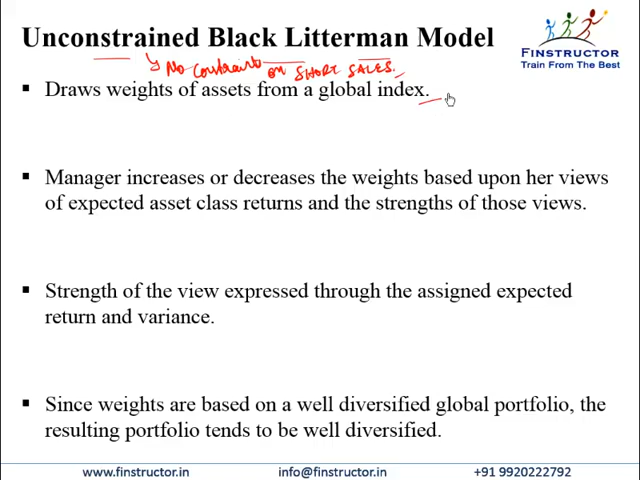 Unconstrained Black Litterman Model
FINSTRUCTOR
TRAIN FROM THE BEST
No Constraint on SHORT SALES.
▪ Draws weights of assets from a global index.
▪ Manager increases or decreases the weights based upon her views
of expected asset class returns and the strengths of those views.
▪ Strength of the view expressed through the assigned expected
return and variance.
▪ Since weights are based on a well diversified global portfolio, the
resulting portfolio tends to be well diversified.
www.finstructor.in info@finstructor.in +91 9920222792